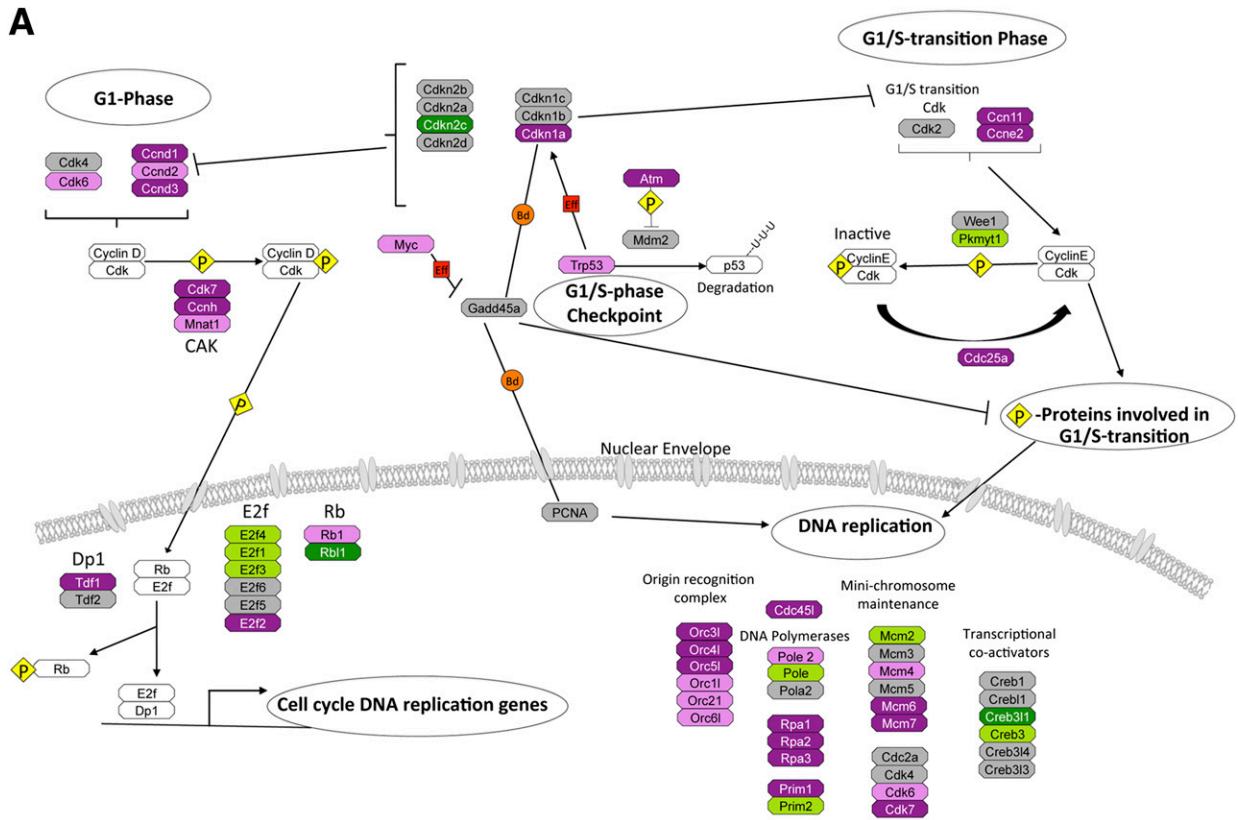 A
G1/S-transition Phase
G1-Phase
Cdkn2b
Cdkn2a
Cdkn2c
Cdkn2d
Cdkn1c
Cdkn1b
Cdkn1a
G1/S transition
Cdk
Cdk2
Ccn11
Ccne2
Cdk4
Cdk6
Ccnd1
Ccnd2
Ccnd3
Atm
P
Mdm2
Bd
Eff
Myc
Eff
Trp53
p53
--U-U-U
Degradation
G1/S-phase
Checkpoint
Gadd45a
Wee1
Pkmyt1
Inactive
P
CyclinE
Cdk
P
CyclinE
Cdk
Cdc25a
Cyclin D
Cdk
P
Cyclin D
Cdk
P
Cdk7
Ccnh
Mnat1
CAK
Bd
P
P
-Proteins involved in
G1/S-transition
Nuclear Envelope
PCNA
DNA replication
Dp1
Tdf1
Tdf2
Rb
E2f
E2f
E2f4
E2f1
E2f3
E2f6
E2f5
E2f2
Rb
Rb1
Rbl1
P
Rb
E2f
Dp1
Cell cycle DNA replication genes
Origin recognition
complex
Orc3l
Orc4l
Orc5l
Orc1l
Orc21
Orc6l
Cdc45l
DNA Polymerases
Pole 2
Pole
Pola2
Rpa1
Rpa2
Rpa3
Prim1
Prim2
Mini-chromosome
maintenance
Mcm2
Mcm3
Mcm4
Mcm5
Mcm6
Mcm7
Cdc2a
Cdk4
Cdk6
Cdk7
Transcriptional
co-activators
Creb1
Crebl1
Creb3l1
Creb3
Creb3l4
Creb3l3